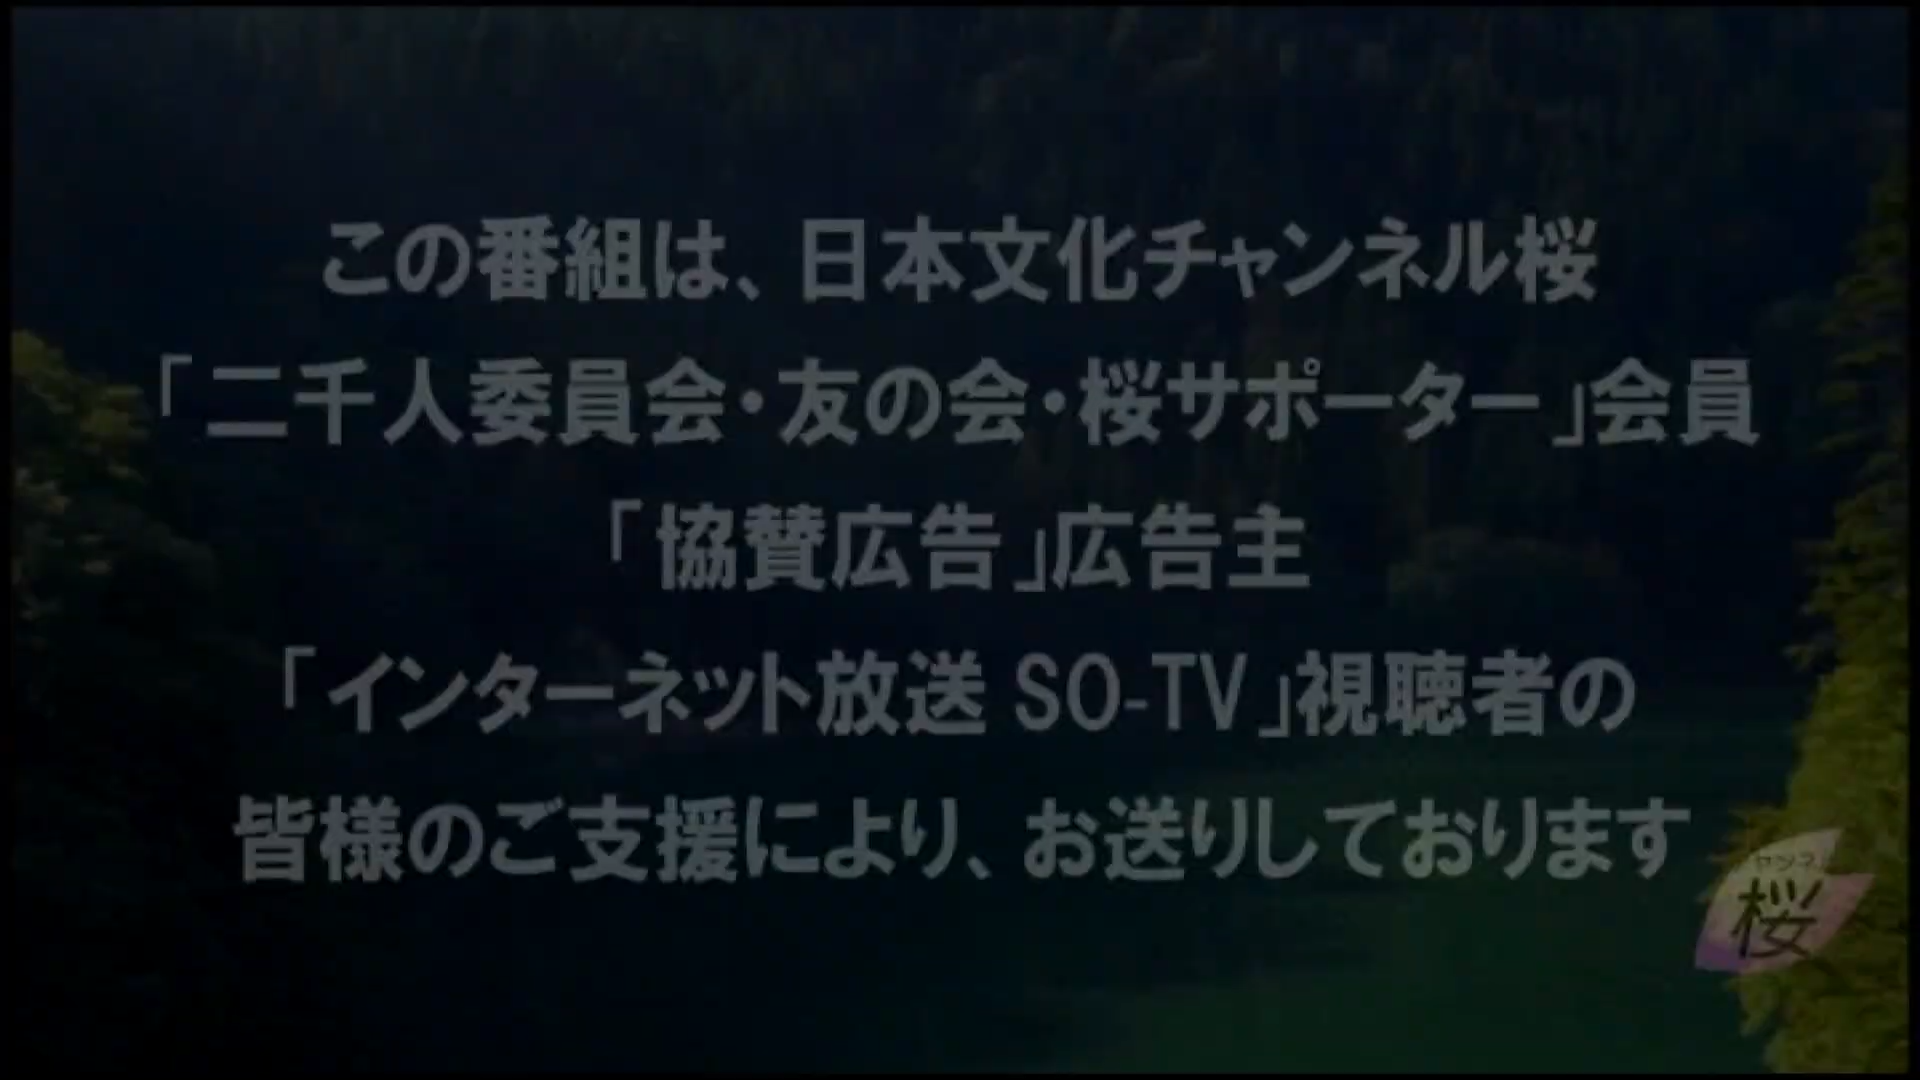 この番組は、日本文化チャンネル桜
「二千人委員会・友の会・桜サポーター」会員
「協賛広告」広告主
「インターネット放送 SO-TV」視聴者の
皆様のご支援により、お送りしております
桜